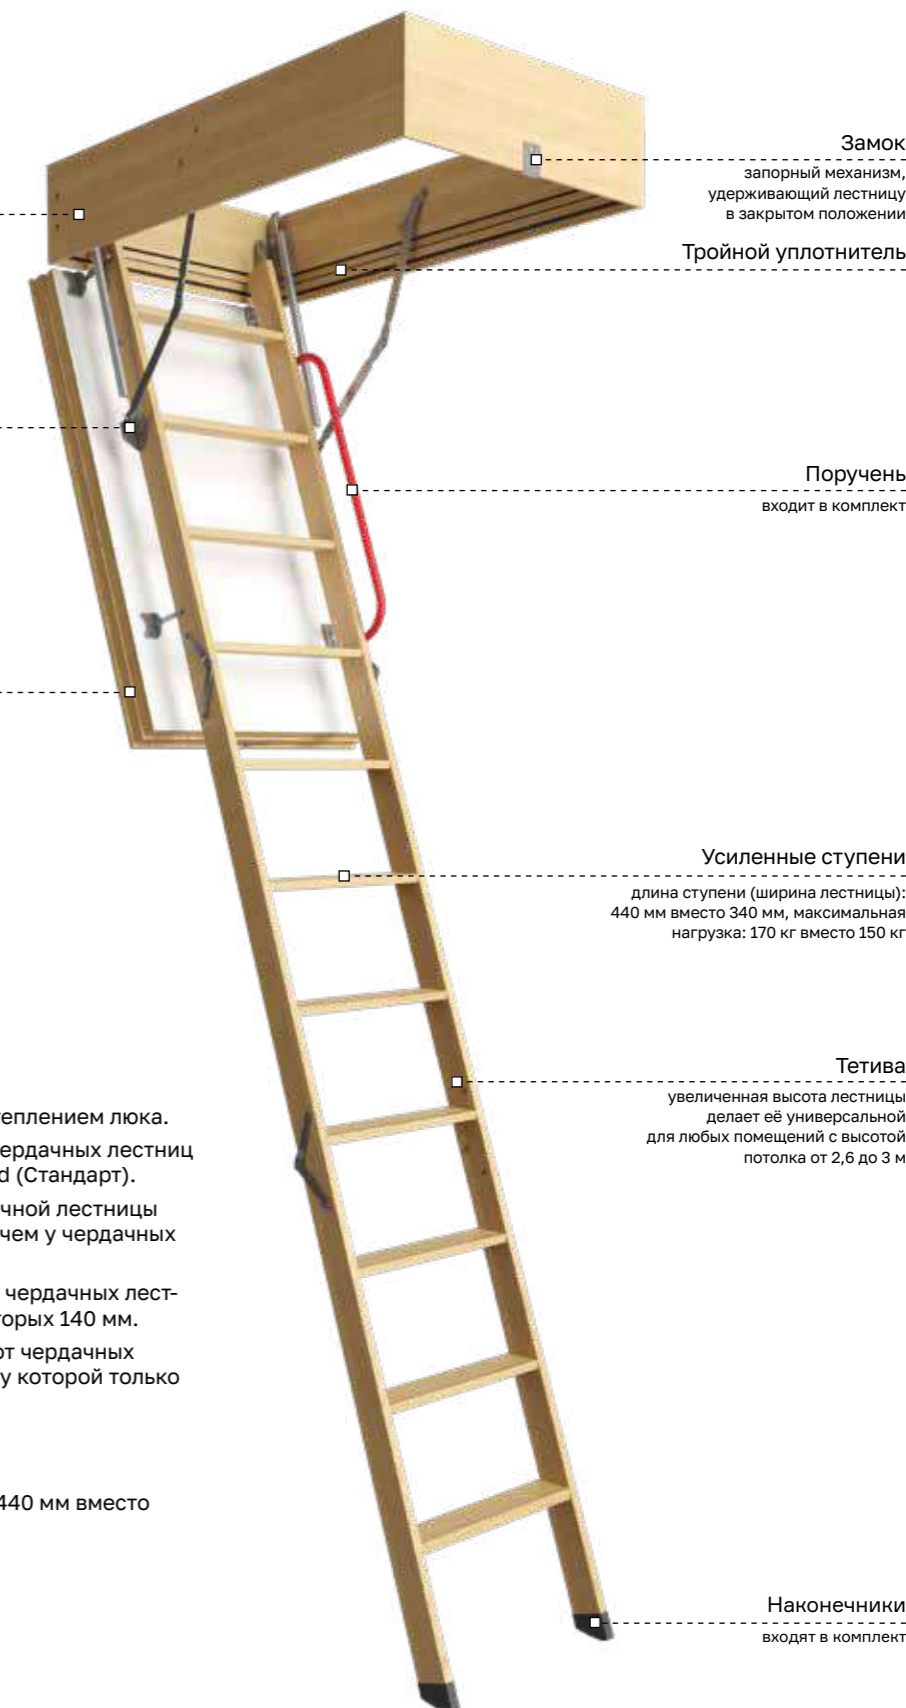 Замок
запорный механизм,
удерживающий лестницу
в закрытом положении
Тройной уплотнитель
Поручень
входит в комплект
Усиленные ступени
длина ступени (ширина лестницы):
440 мм вместо 340 мм, максимальная
нагрузка: 170 кг вместо 150 кг
Тетива
увеличенная высота лестницы
делает её универсальной
для любых помещений с высотой
потолка от 2,6 до 3 м
теплением люка.
ердачных лестниц
d (Стандарт).
чной лестницы
чем у чердачных
чердачных лест-
торых 140 мм.
от чердачных
у которой только
440 мм вместо
Наконечники
входят в комплект